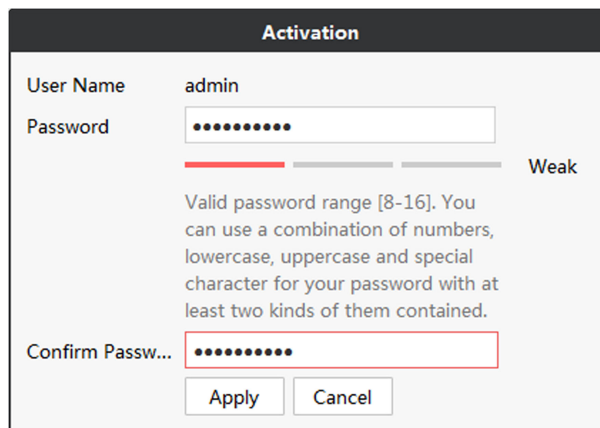 Activation
User Name admin
Password ••••••••••
Weak
Valid password range [8-16]. You
can use a combination of numbers,
lowercase, uppercase and special
character for your password with at
least two kinds of them contained.
Confirm Passw... ••••••••••
Apply Cancel